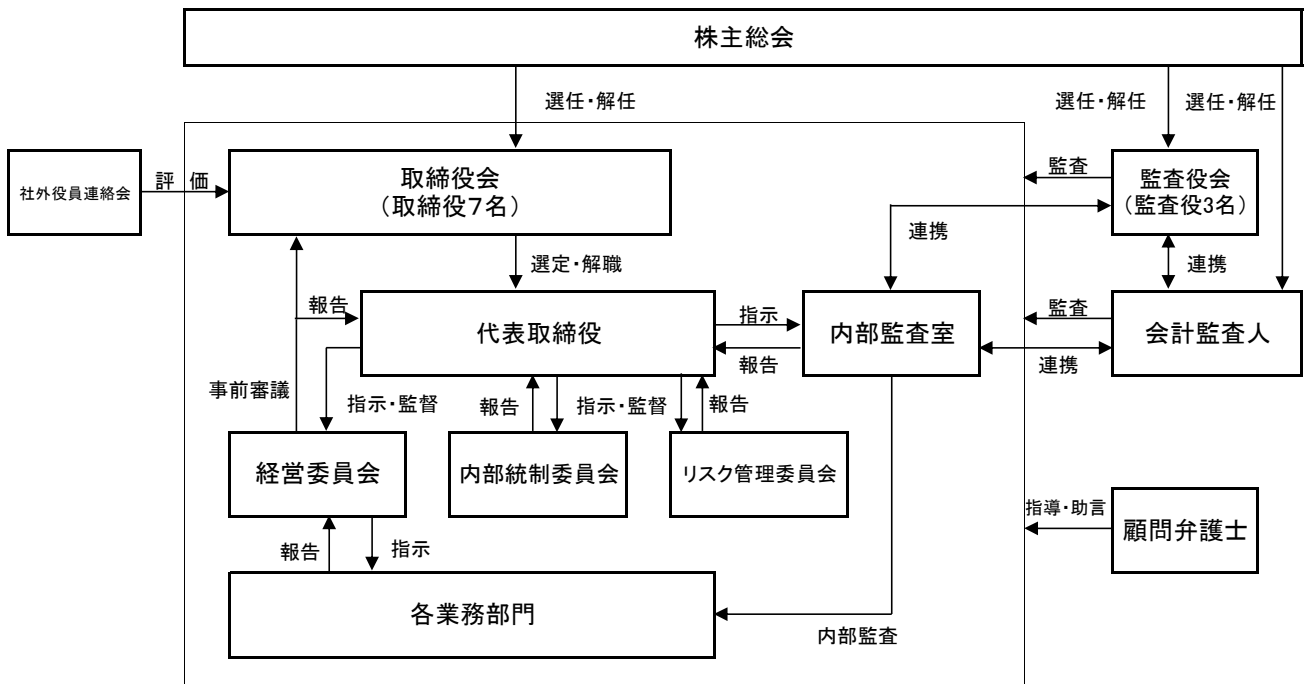 株主総会
選任・解任
選任・解任
選任・解任
社外役員連絡会
評 価
取締役会
（取締役7名）
監査
監査役会
（監査役3名）
連携
連携
選定・解職
報告
代表取締役
指示
報告
内部監査室
監査
連携
会計監査人
事前審議
指示・監督
報告
指示・監督
報告
経営委員会
内部統制委員会
リスク管理委員会
指導・助言
顧問弁護士
報告
指示
各業務部門
内部監査